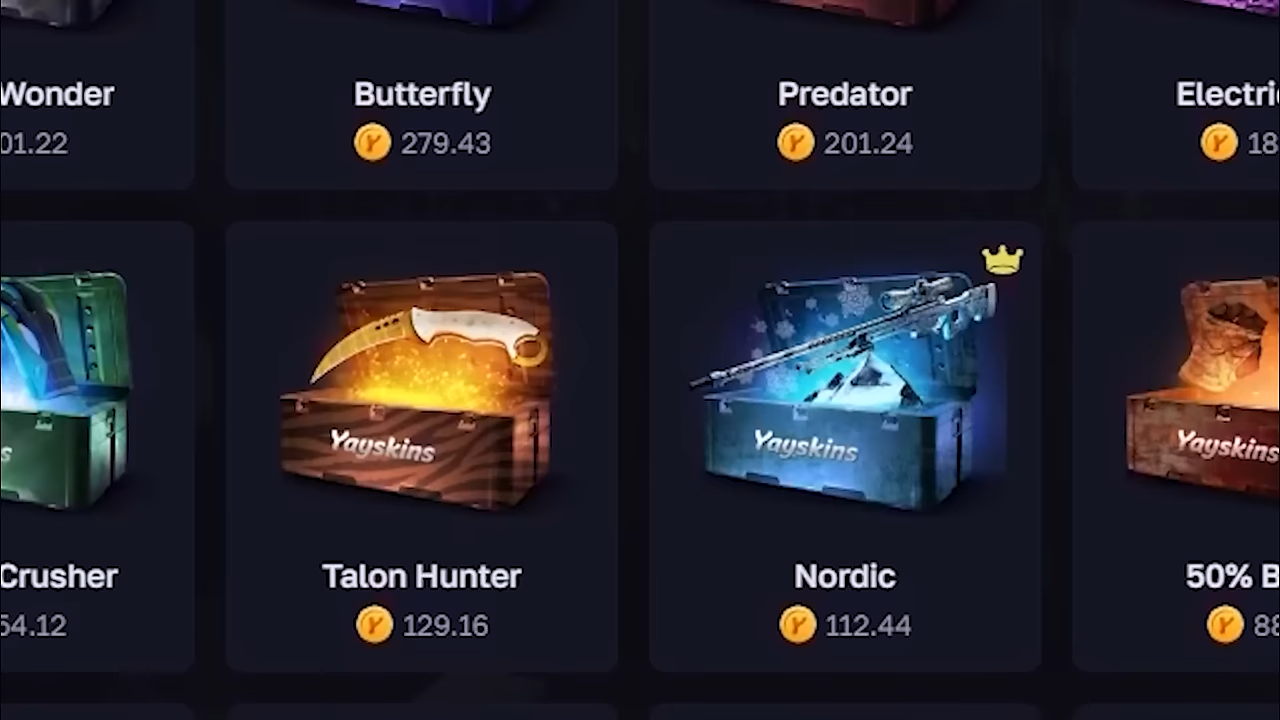 Wonder
Butterfly
Predator
Electri
01.22
279.43
201.24
18
s
Yayskins
Yayskins
Yayskins
Crusher
Talon Hunter
Nordic
50% B
54.12
129.16
112.44
88